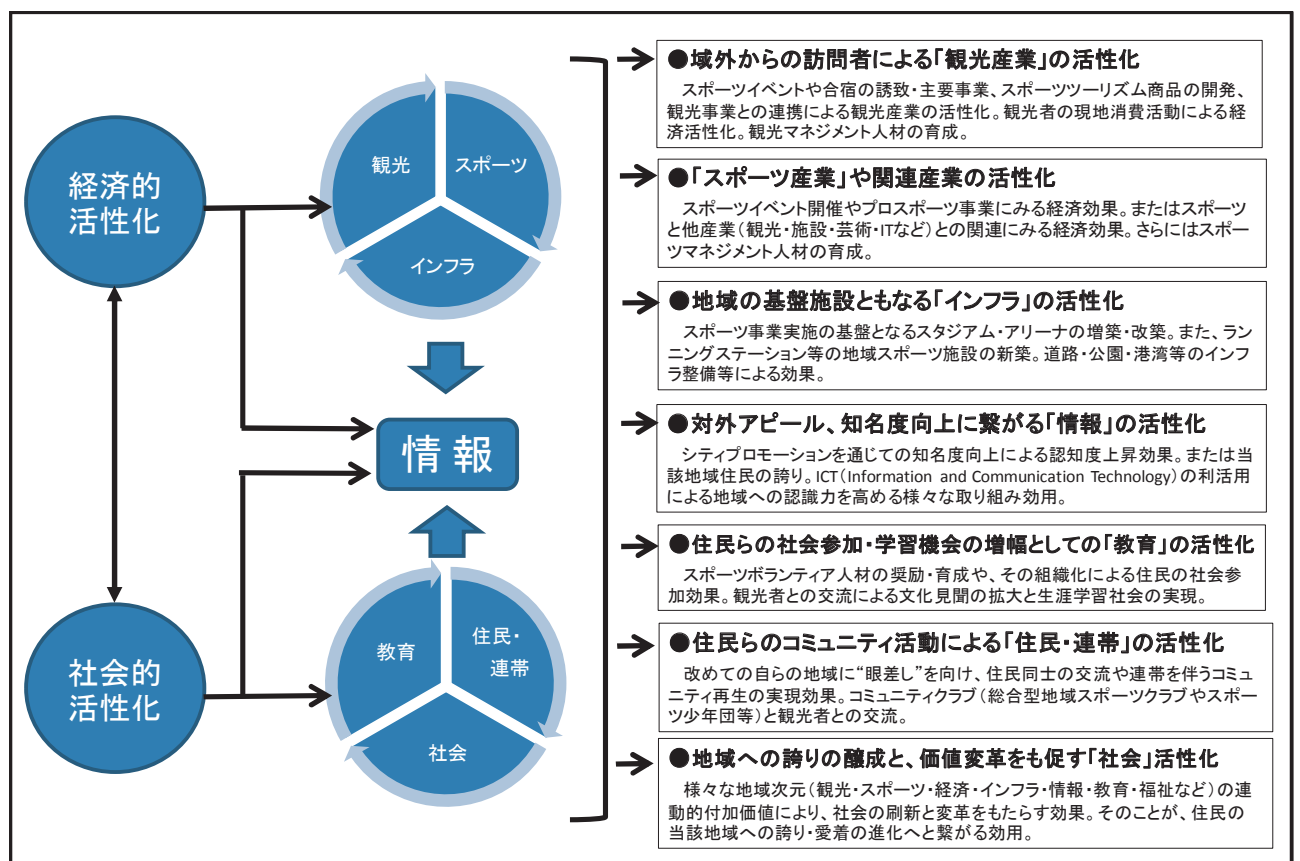 経済的
活性化
社会的
活性化
観光
スポーツ
インフラ
情報
教育
住民・
連帯
社会
●域外からの訪問者による「観光産業」の活性化
スポーツイベントや合宿の誘致・主要事業、スポーツツーリズム商品の開発、
観光事業との連携による観光産業の活性化。観光者の現地消費活動による経
済活性化。観光マネジメント人材の育成。
●「スポーツ産業」や関連産業の活性化
スポーツイベント開催やプロスポーツ事業にみる経済効果。またはスポーツ
と他産業(観光・施設・芸術・ITなど)との関連にみる経済効果。さらにはスポー
ツマネジメント人材の育成。
●地域の基盤施設ともなる「インフラ」の活性化
スポーツ事業実施の基盤となるスタジアム・アリーナの増築・改築。また、ラン
ニングステーション等の地域スポーツ施設の新築。道路・公園・港湾等のインフ
ラ整備等による効果。
●対外アピール、知名度向上に繋がる「情報」の活性化
シティプロモーションを通じての知名度向上による認知度上昇効果。または当
該地域住民の誇り。ICT(Information and Communication Technology)の利活用
による地域への認識力を高める様々な取り組み効用。
●住民らの社会参加・学習機会の増幅としての「教育」の活性化
スポーツボランティア人材の奨励・育成や、その組織化による住民の社会参
加効果。観光者との交流による文化見聞の拡大と生涯学習社会の実現。
●住民らのコミュニティ活動による「住民・連帯」の活性化
改めての自らの地域に“眼差し”を向け、住民同士の交流や連帯を伴うコミュ
ニティ再生の実現効果。コミュニティクラブ(総合型地域スポーツクラブやスポー
ツ少年団等)と観光者との交流。
●地域への誇りの醸成と、価値変革をも促す「社会」活性化
様々な地域次元(観光・スポーツ・経済・インフラ・情報・教育・福祉など)の連
動的付加価値により、社会の刷新と変革をもたらす効果。そのことが、住民の
当該地域への誇り・愛着の進化へと繋がる効用。